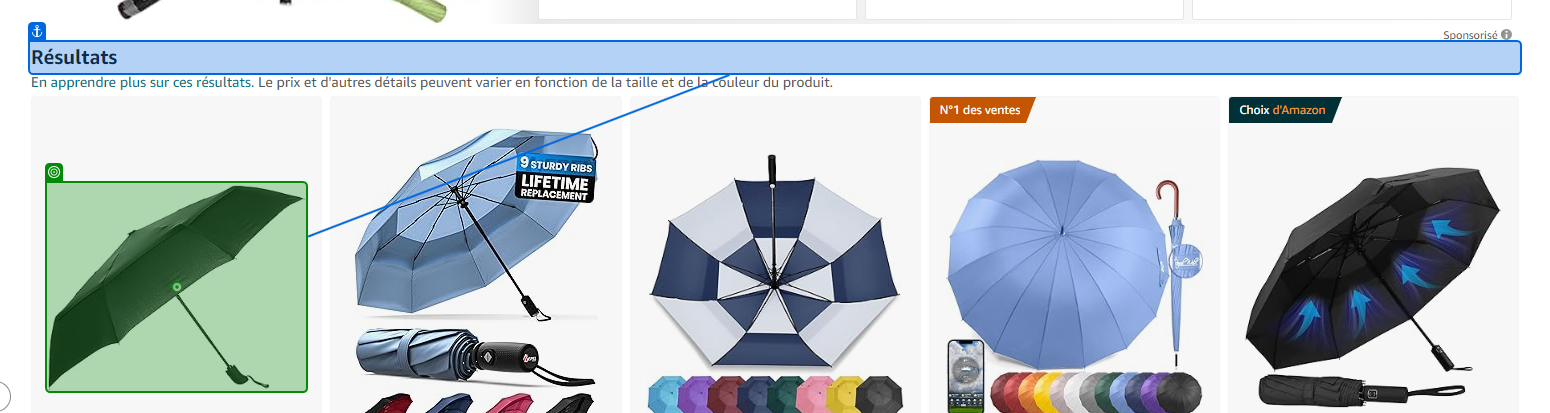 Sponsorisé
Résultats
En apprendre plus sur ces résultats. Le prix et d'autres détails peuvent varier en fonction de la taille et de la couleur du produit.
N°1 des ventes
Choix d'Amazon
9 STURDY RIBS
LIFETIME
REPLACEMENT